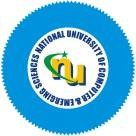 NATIONAL UNIVERSITY OF COMPUTER & EMERGING SCIENCES
nu